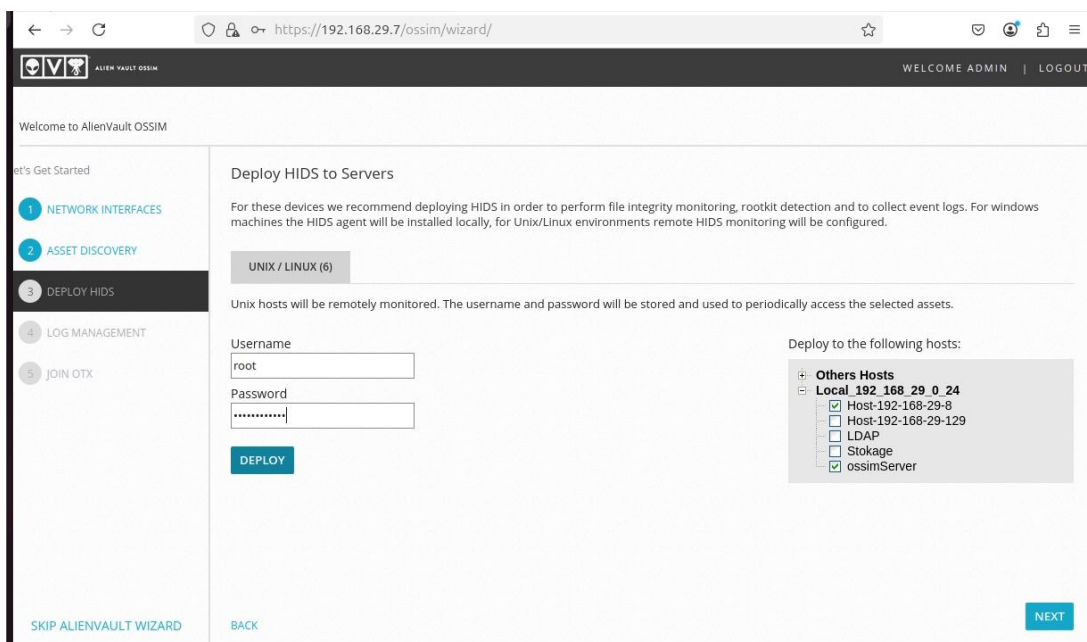 https://192.168.29.7/ossim/wizard/
ALIEN VAULT OSSIM
WELCOME ADMIN | LOGOUT
Welcome to AlienVault OSSIM
et's Get Started
1 NETWORK INTERFACES
2 ASSET DISCOVERY
3 DEPLOY HIDS
4 LOG MANAGEMENT
5 JOIN OTX
SKIP ALIENVAULT WIZARD
Deploy HIDS to Servers
For these devices we recommend deploying HIDS in order to perform file integrity monitoring, rootkit detection and to collect event logs. For windows
machines the HIDS agent will be installed locally, for Unix/Linux environments remote HIDS monitoring will be configured.
UNIX / LINUX (6)
Unix hosts will be remotely monitored. The username and password will be stored and used to periodically access the selected assets.
Username
root
Password
••••••••••••
DEPLOY
Deploy to the following hosts:
Others Hosts
Local_192_168_29_0_24
Host-192-168-29-8
Host-192-168-29-129
LDAP
Stokage
ossimServer
BACK
NEXT